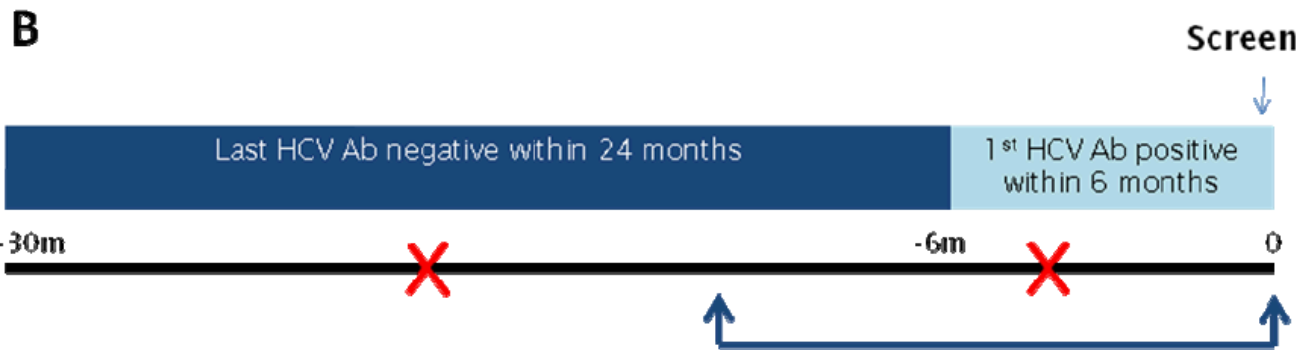 B
Screen
Last HCV Ab negative within 24 months
1st HCV Ab positive
within 6 months
-30m
-6m
0